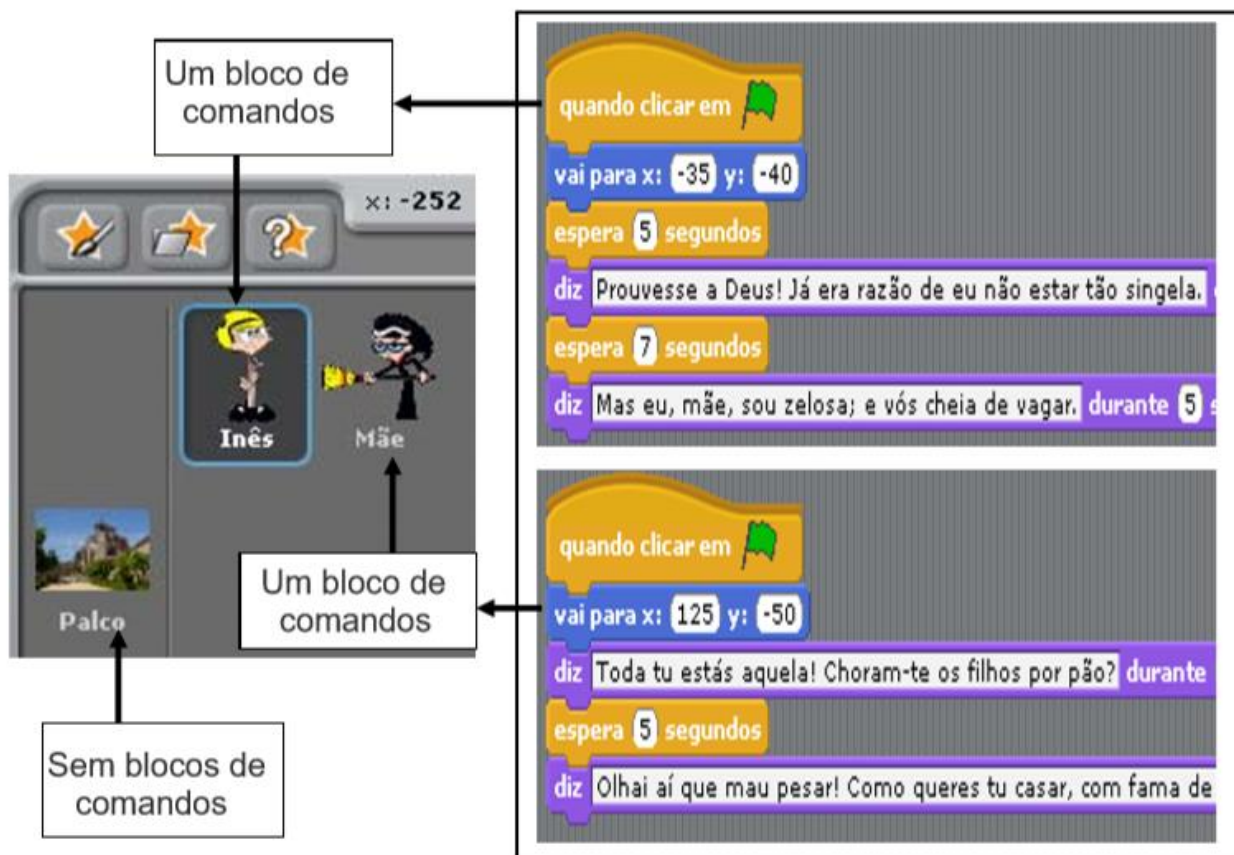 Um bloco de
comandos
x: -252
Inês
Mãe
Palco
Um bloco de
comandos
Sem blocos de
comandos
quando clicar em
vai para x: -35 y: -40
espera 5 segundos
diz Prouvesse a Deus! Já era razão de eu não estar tão singela.
espera 7 segundos
diz Mas eu, mãe, sou zelosa; e vós cheia de vagar. durante 5 s
quando clicar em
vai para x: 125 y: -50
diz Toda tu estás aquela! Choram-te os filhos por pão? durante
espera 5 segundos
diz Olhai aí que mau pesar! Como queres tu casar, com fama de